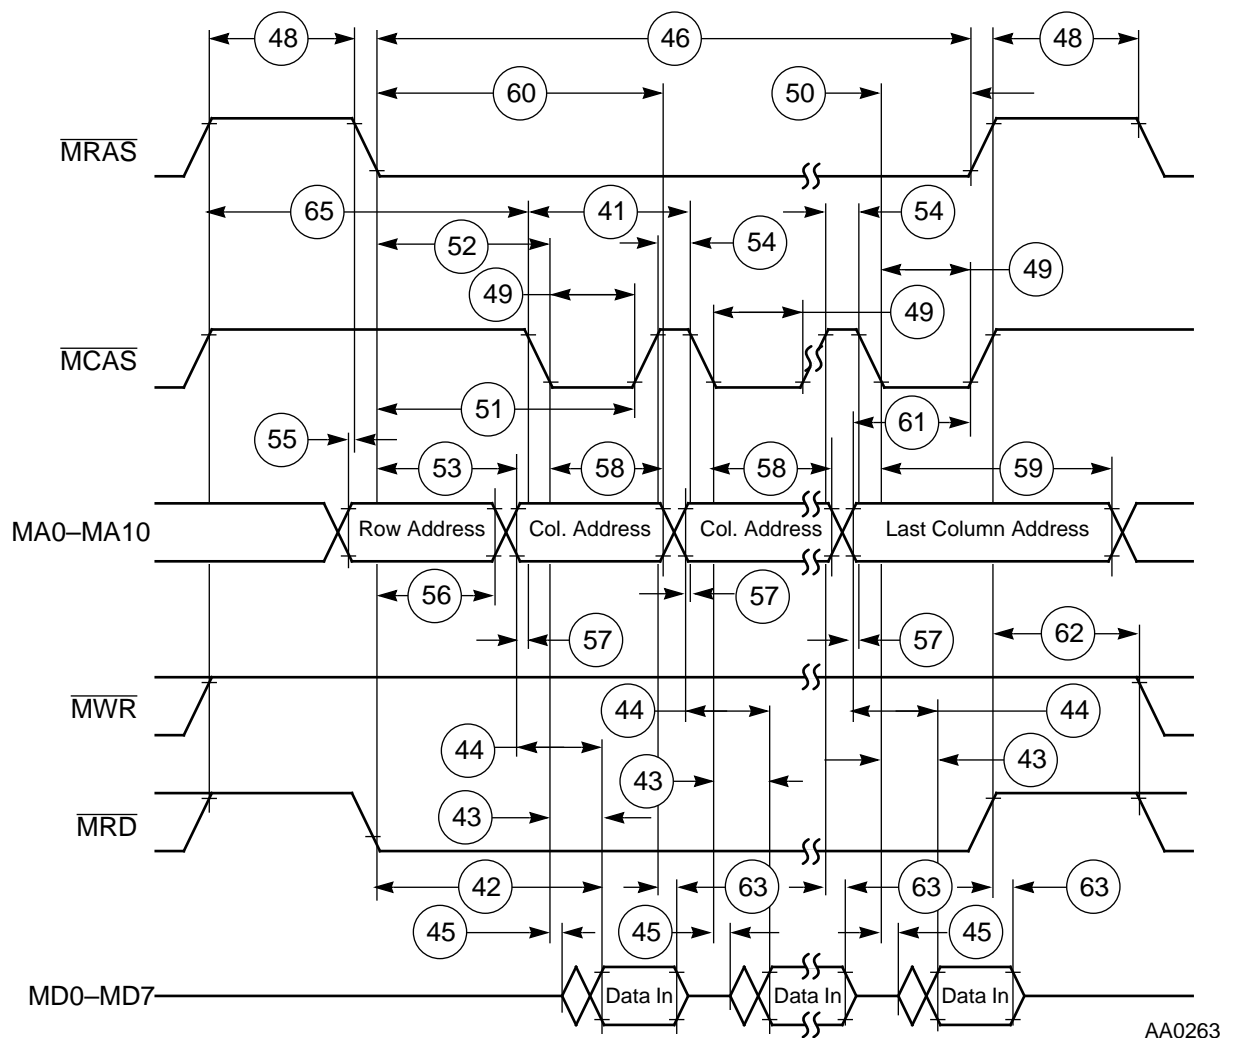 48 46 48
60 50
MRAS
65 41 54
52 54
49 49
49
MCAS
51 61
55
53 58 58 59
MA0–MA10 Row Address Col. Address Col. Address Last Column Address
56 57
57 57 62
MWR 44 44
44 43
43
43
MRD
42 63 63 63
45 45 45
MD0–MD7 Data In Data In Data In
AA0263